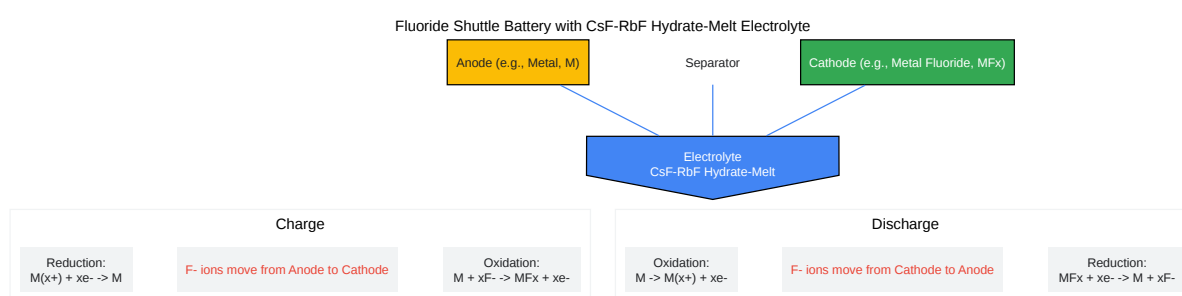 Fluoride Shuttle Battery with CsF-RbF Hydrate-Melt Electrolyte
Anode (e.g., Metal, M)
Separator
Cathode (e.g., Metal Fluoride, MFx)
Electrolyte
CsF-RbF Hydrate-Melt
Charge
Reduction:
M(x+) + xe- -> M
F- ions move from Anode to Cathode
Oxidation:
M + xF- -> MFx + xe-
Discharge
Oxidation:
M -> M(x+) + xe-
F- ions move from Cathode to Anode
Reduction:
MFx + xe- -> M + xF-